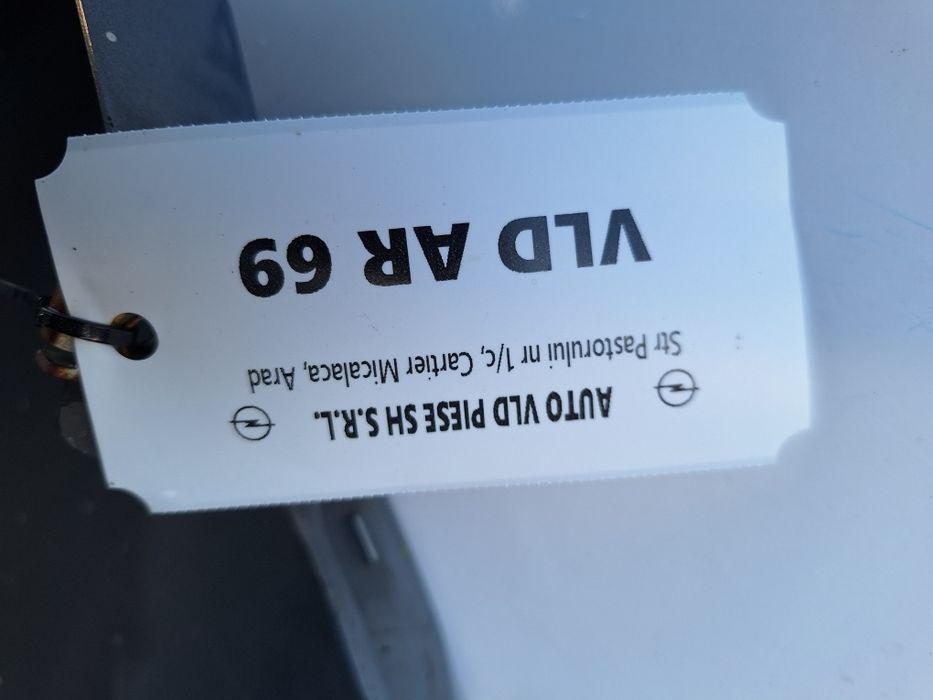 AUTO VLD PIESE SH S.R.L.
Str Pastorului nr 1/c, Cartier Micalaca, Arad
VLD AR 69